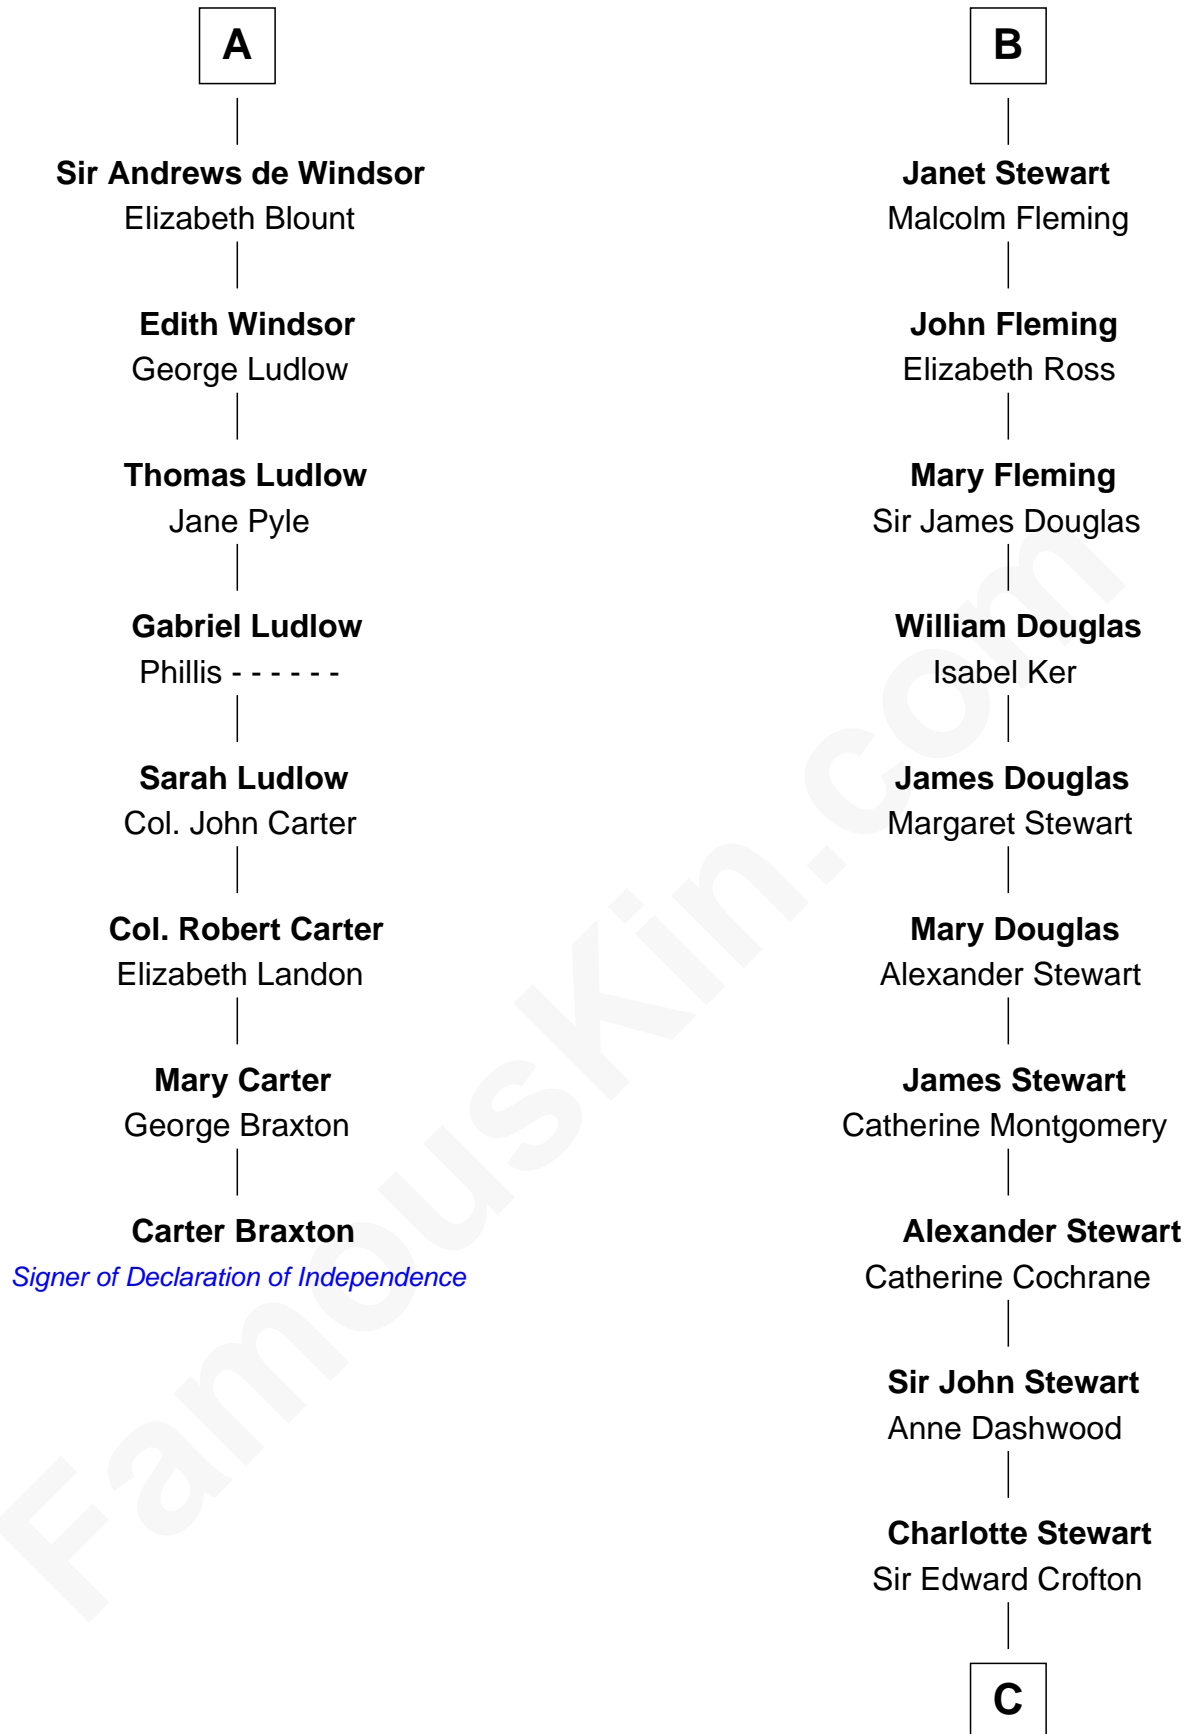 A
Sir Andrews de Windsor
Elizabeth Blount
Edith Windsor
George Ludlow
Thomas Ludlow
Jane Pyle
Gabriel Ludlow
Phillis - - - - - -
Sarah Ludlow
Col. John Carter
Col. Robert Carter
Elizabeth Landon
Mary Carter
George Braxton
Carter Braxton
Signer of Declaration of Independence
B
Janet Stewart
Malcolm Fleming
John Fleming
Elizabeth Ross
Mary Fleming
Sir James Douglas
William Douglas
Isabel Ker
James Douglas
Margaret Stewart
Mary Douglas
Alexander Stewart
James Stewart
Catherine Montgomery
Alexander Stewart
Catherine Cochrane
Sir John Stewart
Anne Dashwood
Charlotte Stewart
Sir Edward Crofton
C
FamousKin.com